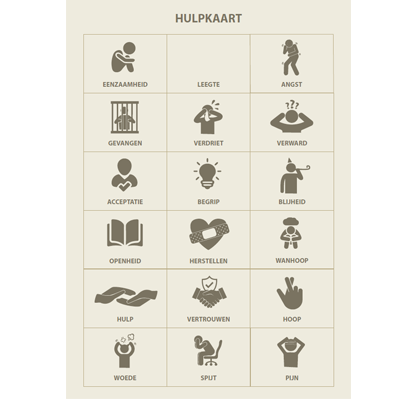 HULPKAART
EENZAAMHEID LEEGTE ANGST
GEVANGEN VERDRIET VERWARD
???
ACCEPTATIE BEGRIP BLIJHEID
OPENHEID HERSTELLEN WANHOOP
HULP VERTROUWEN HOOP
WOEDE SPIJT PIJN